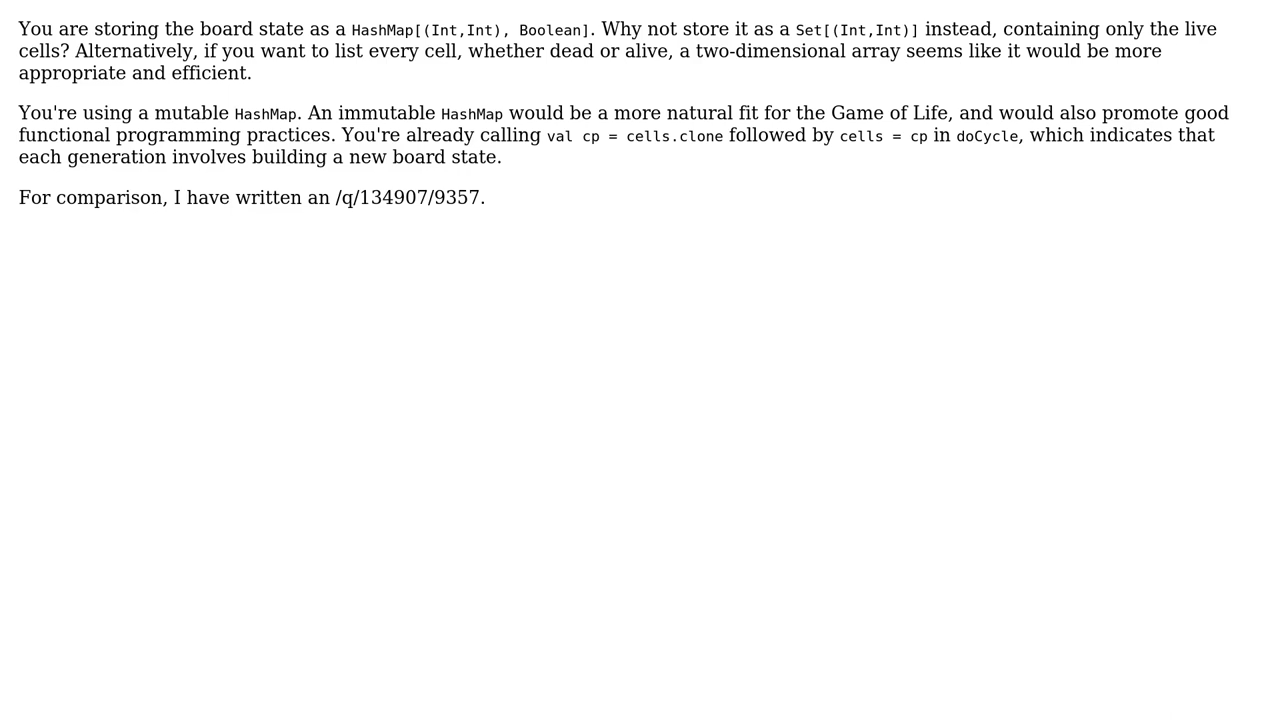 You are storing the board state as a HashMap[(Int,Int), Boolean]. Why not store it as a Set[(Int,Int)] instead, containing only the live
cells? Alternatively, if you want to list every cell, whether dead or alive, a two-dimensional array seems like it would be more
appropriate and efficient.
You're using a mutable HashMap. An immutable HashMap would be a more natural fit for the Game of Life, and would also promote good
functional programming practices. You're already calling val cp = cells.clone followed by cells = cp in doCycle, which indicates that
each generation involves building a new board state.
For comparison, I have written an /q/134907/9357.